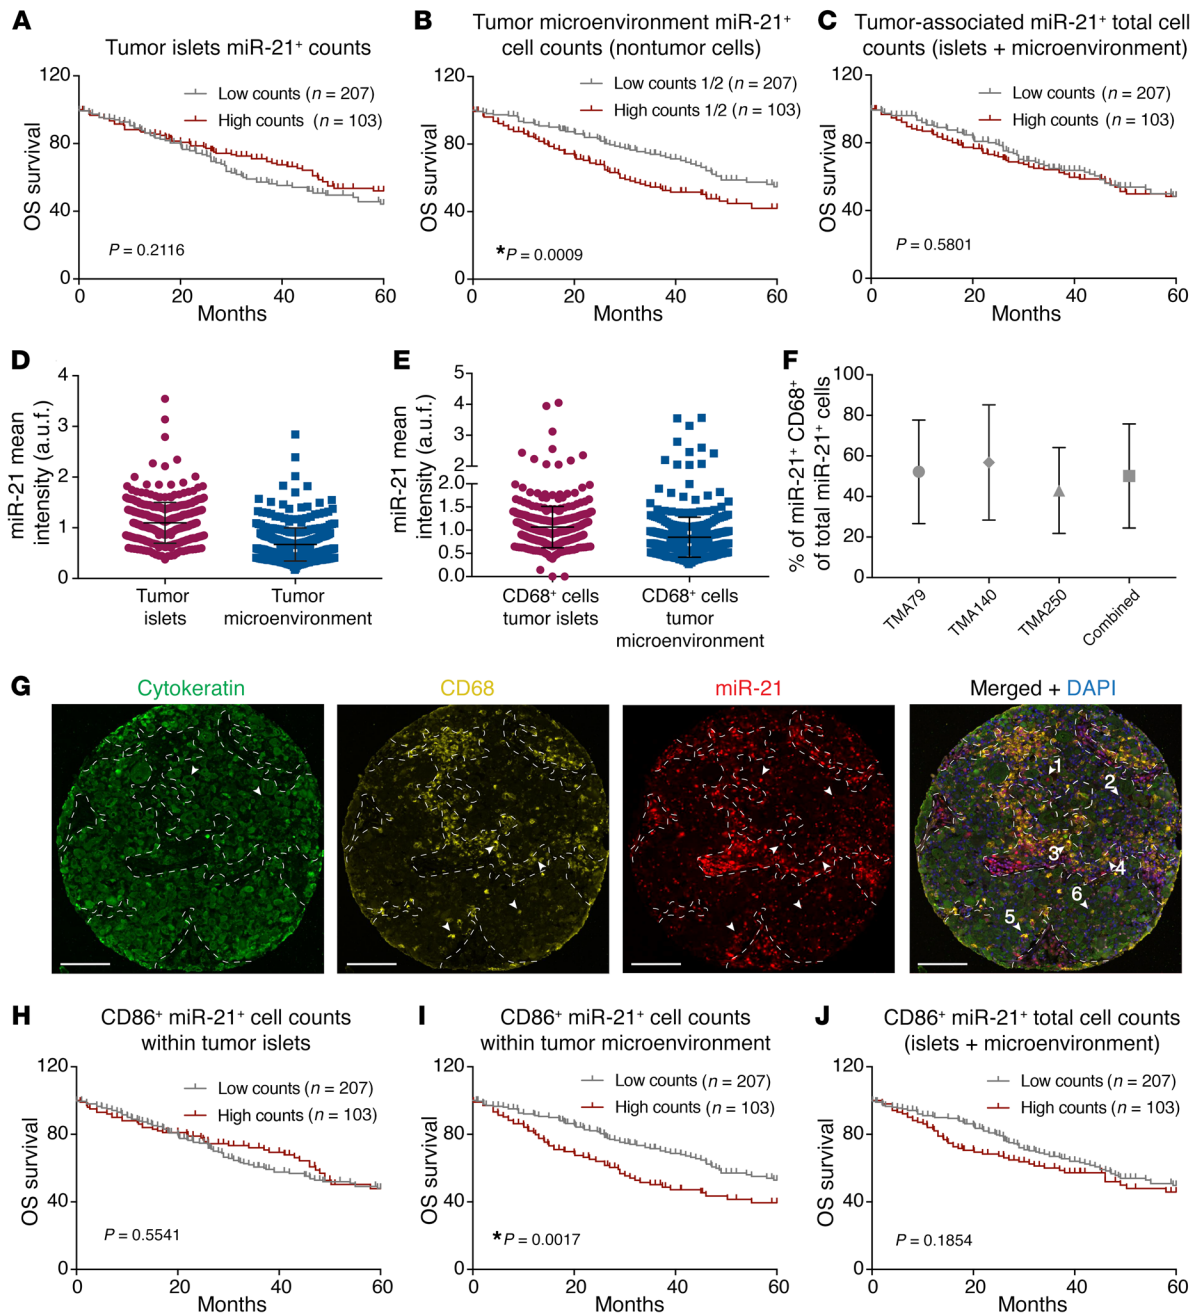 A
Tumor islets miR-21⁺ counts
OS survival
120
80
40
0
Low counts (n = 207)
High counts (n = 103)
P = 0.2116
0 20 40 60
Months
B
Tumor microenvironment miR-21⁺
cell counts (nontumor cells)
OS survival
120
80
40
0
Low counts 1/2 (n = 207)
High counts 1/2 (n = 103)
*P = 0.0009
0 20 40 60
Months
C
Tumor-associated miR-21⁺ total cell
counts (islets + microenvironment)
OS survival
120
80
40
0
Low counts (n = 207)
High counts (n = 103)
P = 0.5801
0 20 40 60
Months
D
miR-21 mean
intensity (a.u.f.)
4
3
2
1
0
Tumor
islets
Tumor
microenvironment
E
miR-21 mean
intensity (a.u.f.)
5
4
3
2
2.0
1.5
1.0
0.5
0.0
CD68⁺ cells
tumor islets
CD68⁺ cells
tumor
microenvironment
F
% of miR-21⁺ CD68⁺
of total miR-21⁺ cells
100
80
60
40
20
0
TMA79
TMA140
TMA250
Combined
G
Cytokeratin
CD68
miR-21
Merged + DAPI
1
2
3
4
6
5
H
CD86⁺ miR-21⁺ cell counts
within tumor islets
OS survival
120
80
40
0
Low counts (n = 207)
High counts (n = 103)
P = 0.5541
0 20 40 60
Months
I
CD86⁺ miR-21⁺ cell counts
within tumor microenvironment
OS survival
120
80
40
0
Low counts (n = 207)
High counts (n = 103)
*P = 0.0017
0 20 40 60
Months
J
CD86⁺ miR-21⁺ total cell counts
(islets + microenvironment)
OS survival
120
80
40
0
Low counts (n = 207)
High counts (n = 103)
P = 0.1854
0 20 40 60
Months